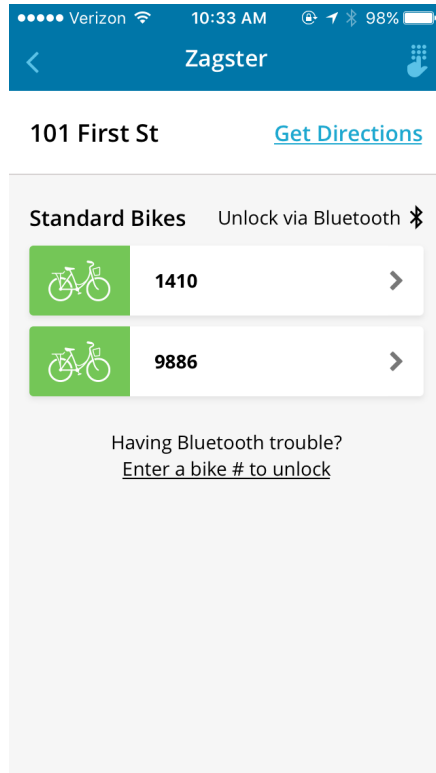 Verizon 10:33 AM 98%
Zagster
101 First St Get Directions
Standard Bikes Unlock via Bluetooth
1410
9886
Having Bluetooth trouble?
Enter a bike # to unlock